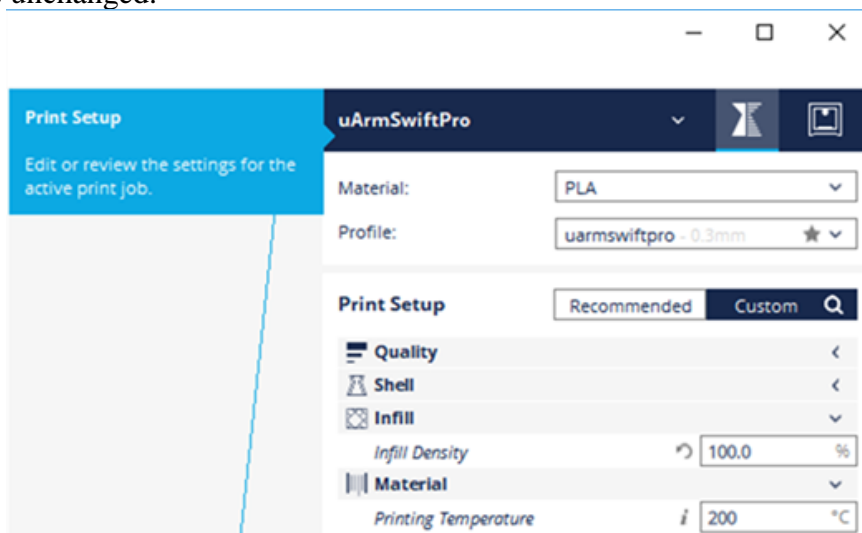 unchanged.
Print Setup
Edit or review the settings for the
active print job.
uArmSwiftPro
Material: PLA
Profile: uarmswiftpro - 0.3mm
Print Setup Recommended Custom
Quality
Shell
Infill
Infill Density 100.0 %
Material
Printing Temperature i 200 °C